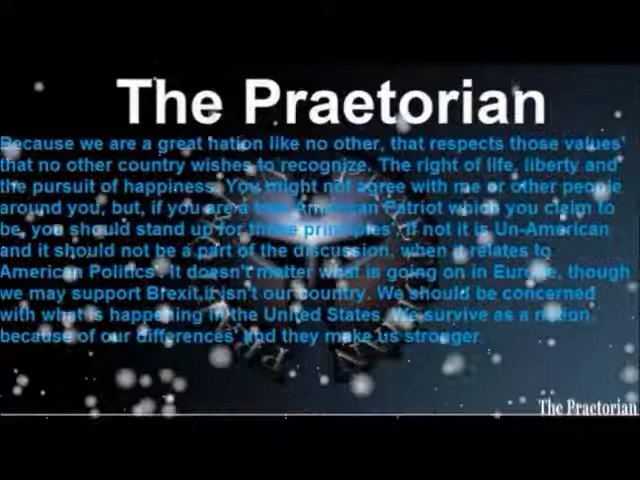 The Praetorian
Because we are a great nation like no other, that respects those values'
that no other country wishes to recognize. The right of life, liberty and
the pursuit of happiness. You might not agree with me or other people
around you, but, if you are a true American Patriot which you claim to
be, you should stand up for those principles' if not it is Un-American
and it should not be a part of the discussion, when it relates to
American Politics. It doesn't matter what is going on in Europe, though
we may support Brexit,it isn't our country. We should be concerned
with what is happening in the United States. We survive as a nation
because of our differences' and they make us stronger.
The Praetorian